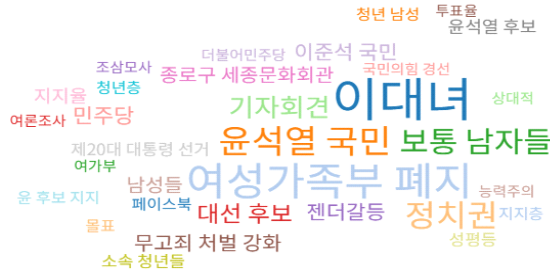 청년 남성 투표율
윤석열 후보
더불어민주당 이준석 국민
조삼모사 종로구 세종문화회관 국민의힘 경선
청년층 이대녀
지지율 기자회견 상대적
여론조사 민주당
제20대 대통령 선거 윤석열 국민 보통 남자들
여가부
남성들 여성가족부 폐지 능력주의
윤 후보 지지 페이스북 대선 후보 젠더갈등 정치권 지지층
몰표
무고죄 처벌 강화 성평등
소속 청년들